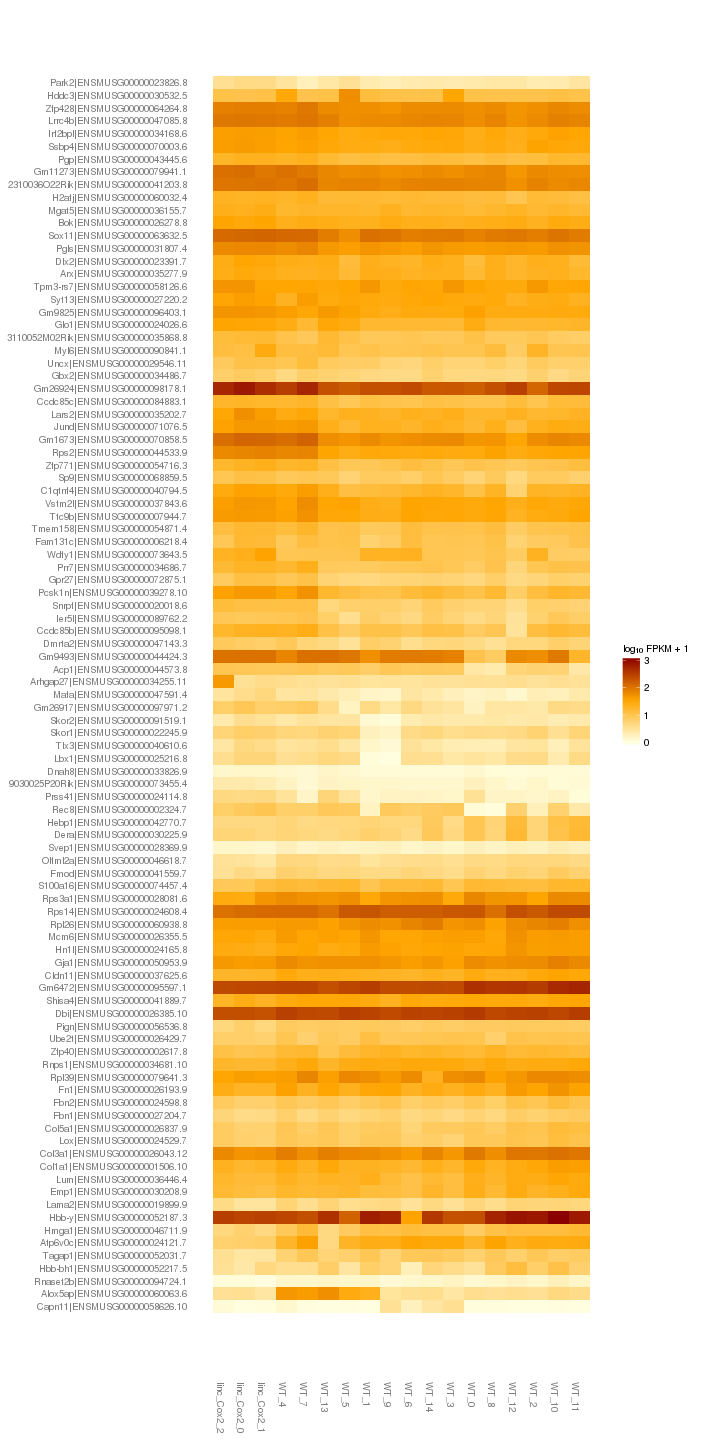 Park2|ENSMUSG00000023826.8
Hddc3|ENSMUSG00000030532.5
Zfp428|ENSMUSG00000064264.8
Lrrc4b|ENSMUSG00000047085.8
Irf2bpl|ENSMUSG00000034168.6
Ssbp4|ENSMUSG00000070003.6
Pgp|ENSMUSG00000043445.6
Gm11273|ENSMUSG00000079941.1
2310036O22Rik|ENSMUSG00000041203.8
H2afj|ENSMUSG00000060032.4
Mgat5|ENSMUSG00000036155.7
Bok|ENSMUSG00000026278.8
Sox11|ENSMUSG00000063632.5
Pgls|ENSMUSG00000031807.4
Dlx2|ENSMUSG00000023391.7
Arx|ENSMUSG00000035277.9
Tpm3-rs7|ENSMUSG00000058126.6
Syt13|ENSMUSG00000027220.2
Gm9825|ENSMUSG00000096403.1
Glo1|ENSMUSG00000024026.6
3110052M02Rik|ENSMUSG00000035868.8
Myl6|ENSMUSG00000090841.1
Uncx|ENSMUSG00000029546.11
Gbx2|ENSMUSG00000034486.7
Gm26924|ENSMUSG00000098178.1
Ccdc85c|ENSMUSG00000084883.1
Lars2|ENSMUSG00000035202.7
Jund|ENSMUSG00000071076.5
Gm1673|ENSMUSG00000070858.5
Rps2|ENSMUSG00000044533.9
Zfp771|ENSMUSG00000054716.3
Sp9|ENSMUSG00000068859.5
C1qtnf4|ENSMUSG00000040794.5
Vstm2l|ENSMUSG00000037843.6
Ttc9b|ENSMUSG00000007944.7
Tmem158|ENSMUSG00000054871.4
Fam131c|ENSMUSG00000006218.4
Wdfy1|ENSMUSG00000073643.5
Prr7|ENSMUSG00000034686.7
Gpr27|ENSMUSG00000072875.1
Pcsk1n|ENSMUSG00000039278.10
Snrpf|ENSMUSG00000020018.6
Ier5l|ENSMUSG00000089762.2
Ccdc85b|ENSMUSG00000095098.1
Dmrta2|ENSMUSG00000047143.3
Gm9493|ENSMUSG00000044424.3
Acp1|ENSMUSG00000044573.8
Arhgap27|ENSMUSG00000034255.11
Mafa|ENSMUSG00000047591.4
Gm26917|ENSMUSG00000097971.2
Skor2|ENSMUSG00000091519.1
Skor1|ENSMUSG00000022245.9
Tlx3|ENSMUSG00000040610.6
Lbx1|ENSMUSG00000025216.8
Dnah8|ENSMUSG00000033826.9
9030025P20Rik|ENSMUSG00000073455.4
Prss41|ENSMUSG00000024114.8
Rec8|ENSMUSG00000002324.7
Hebp1|ENSMUSG00000042770.7
Dera|ENSMUSG00000030225.9
Svep1|ENSMUSG00000028369.9
Olfml2a|ENSMUSG00000046618.7
Fmod|ENSMUSG00000041559.7
S100a16|ENSMUSG00000074457.4
Rps3a1|ENSMUSG00000028081.6
Rps14|ENSMUSG00000024608.4
Rpl26|ENSMUSG00000060938.8
Mcm6|ENSMUSG00000026355.5
Hn1l|ENSMUSG00000024165.8
Gja1|ENSMUSG00000050953.9
Cldn11|ENSMUSG00000037625.6
Gm6472|ENSMUSG00000095597.1
Shisa4|ENSMUSG00000041889.7
Dbi|ENSMUSG00000026385.10
Pign|ENSMUSG00000056536.8
Ube2t|ENSMUSG00000026429.7
Zfp40|ENSMUSG00000002617.8
Rnps1|ENSMUSG00000034681.10
Rpl39|ENSMUSG00000079641.3
Fn1|ENSMUSG00000026193.9
Fbn2|ENSMUSG00000024598.8
Fbn1|ENSMUSG00000027204.7
Col5a1|ENSMUSG00000026837.9
Lox|ENSMUSG00000024529.7
Col3a1|ENSMUSG00000026043.12
Col1a1|ENSMUSG00000001506.10
Lum|ENSMUSG00000036446.4
Emp1|ENSMUSG00000030208.9
Lama2|ENSMUSG00000019899.9
Hbb-y|ENSMUSG00000052187.3
Hmga1|ENSMUSG00000046711.9
Atp6v0c|ENSMUSG00000024121.7
Tagap1|ENSMUSG00000052031.7
Hbb-bh1|ENSMUSG00000052217.5
Rnaset2b|ENSMUSG00000094724.1
Alox5ap|ENSMUSG00000060063.6
Capn11|ENSMUSG00000058626.10
log₁₀ FPKM + 1
3
2
1
0
linc_Cox2_2
linc_Cox2_0
linc_Cox2_1
WT_4
WT_7
WT_13
WT_5
WT_1
WT_9
WT_6
WT_14
WT_3
WT_0
WT_8
WT_12
WT_2
WT_10
WT_11